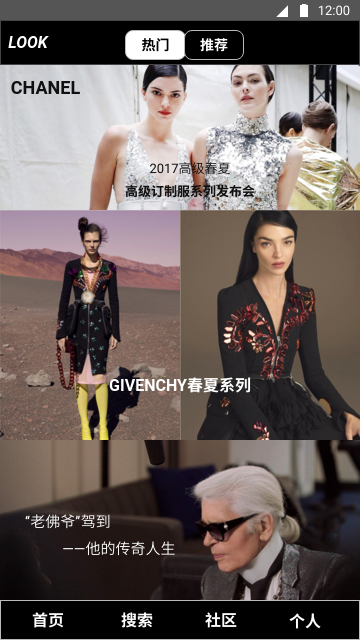 12:00
LOOK
热门 推荐
CHANEL
2017高级春夏
高级订制服系列发布会
GIVENCHY春夏系列
“老佛爷”驾到
——他的传奇人生
首页 搜索 社区 个人